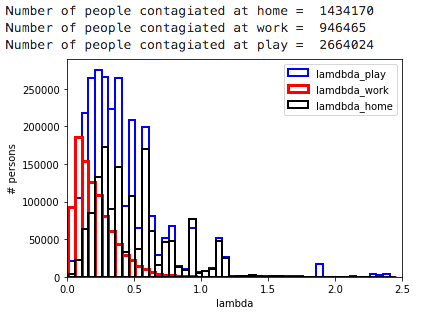 Number of people contagiated at home =  1434170
Number of people contagiated at work =  946465
Number of people contagiated at play =  2664024
lamdbda_play
lamdbda_work
lamdbda_home
250000
200000
150000
100000
50000
0
# persons
0.0 0.5 1.0 1.5 2.0 2.5
lambda